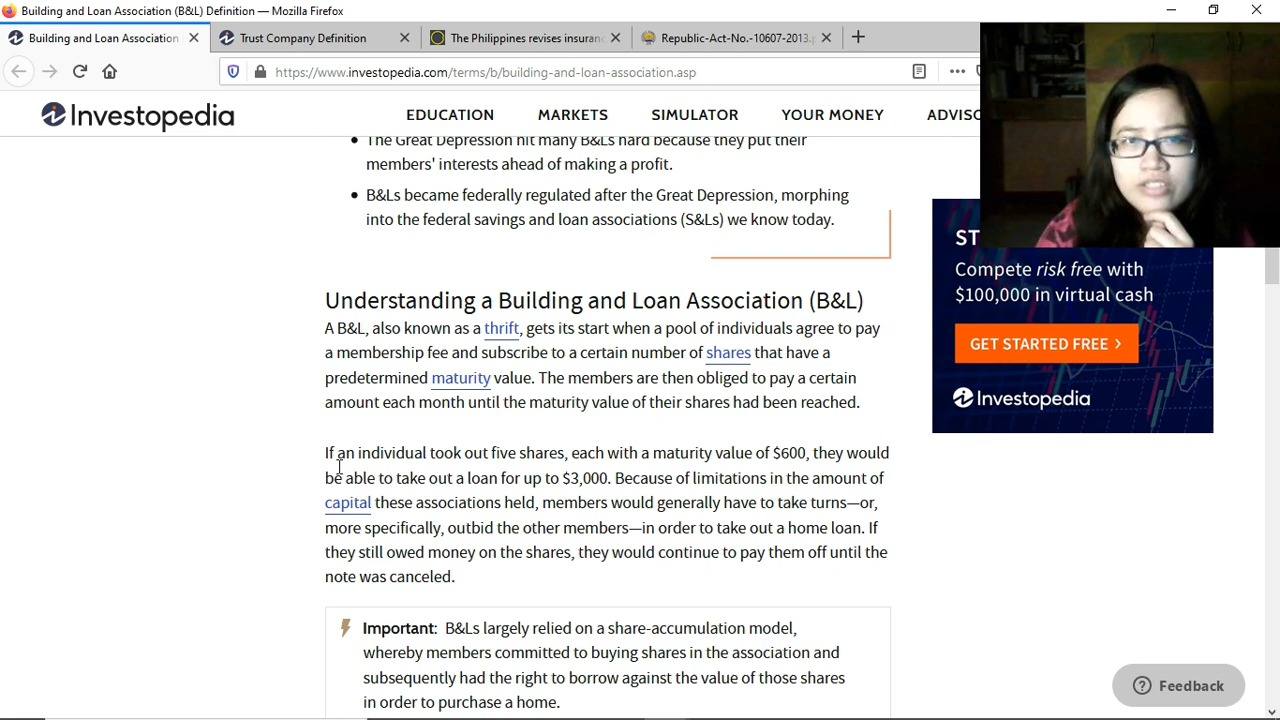 Building and Loan Association (B&L) Definition — Mozilla Firefox
Building and Loan Association
Trust Company Definition
The Philippines revises insuran
Republic-Act-No.-10607-2013.p
https://www.investopedia.com/terms/b/building-and-loan-association.asp
Investopedia
EDUCATION MARKETS SIMULATOR YOUR MONEY ADVISO
• The Great Depression hit many B&Ls hard because they put their
members' interests ahead of making a profit.
• B&Ls became federally regulated after the Great Depression, morphing
into the federal savings and loan associations (S&Ls) we know today.
Understanding a Building and Loan Association (B&L)
A B&L, also known as a thrift, gets its start when a pool of individuals agree to pay
a membership fee and subscribe to a certain number of shares that have a
predetermined maturity value. The members are then obliged to pay a certain
amount each month until the maturity value of their shares had been reached.
If an individual took out five shares, each with a maturity value of $600, they would
be able to take out a loan for up to $3,000. Because of limitations in the amount of
capital these associations held, members would generally have to take turns—or,
more specifically, outbid the other members—in order to take out a home loan. If
they still owed money on the shares, they would continue to pay them off until the
note was canceled.
Important: B&Ls largely relied on a share-accumulation model,
whereby members committed to buying shares in the association and
subsequently had the right to borrow against the value of those shares
in order to purchase a home.
ST
Compete risk free with
$100,000 in virtual cash
GET STARTED FREE >
Investopedia
Feedback